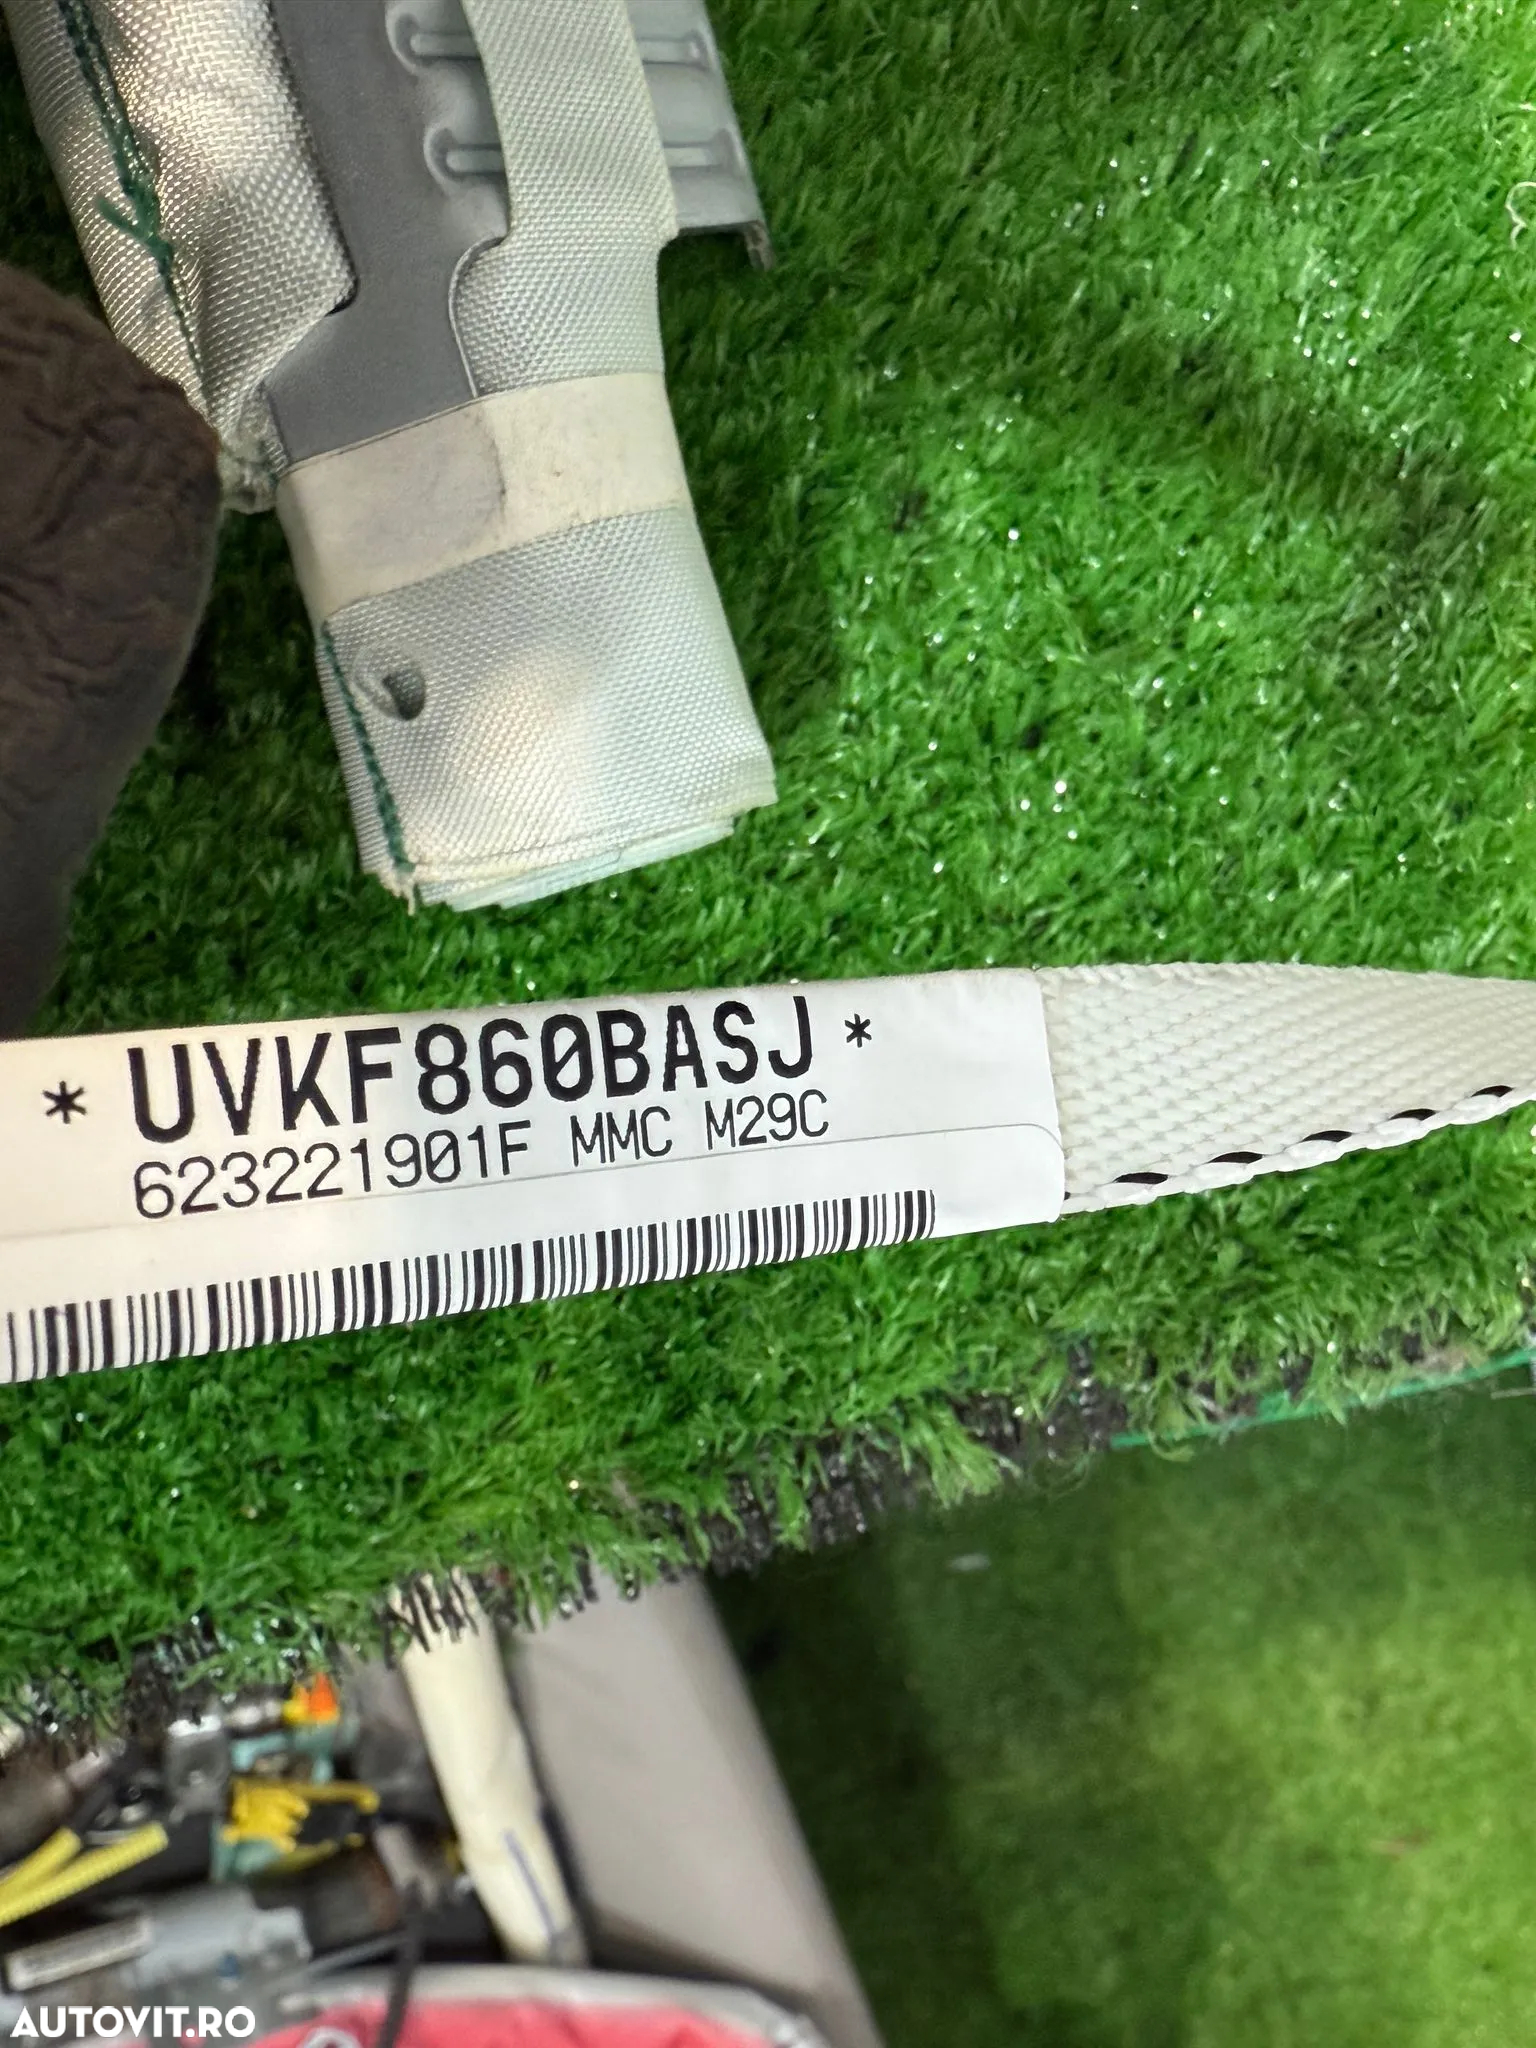 * UVKF860BASJ *
623221901F MMC M29C
AUTOVIT.RO